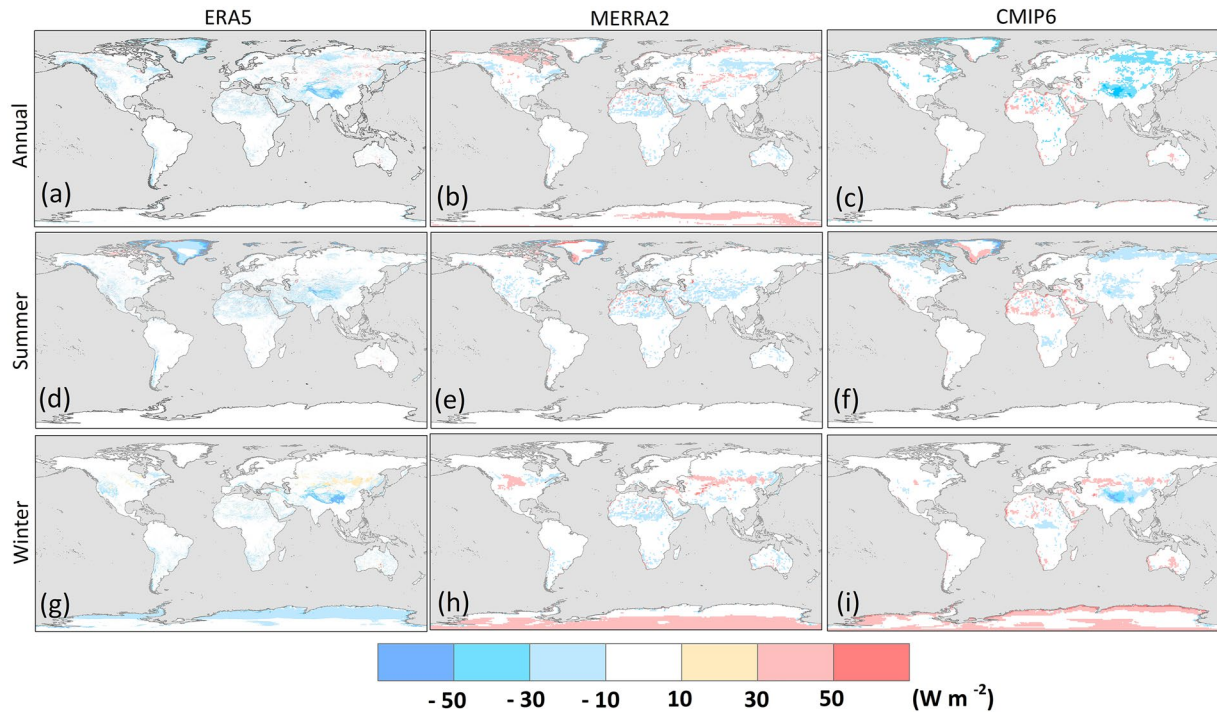 ERA5 MERRA2 CMIP6
Annual
(a) (b) (c)
Summer
(d) (e) (f)
Winter
(g) (h) (i)
- 50 - 30 - 10 10 30 50 (W m⁻²)